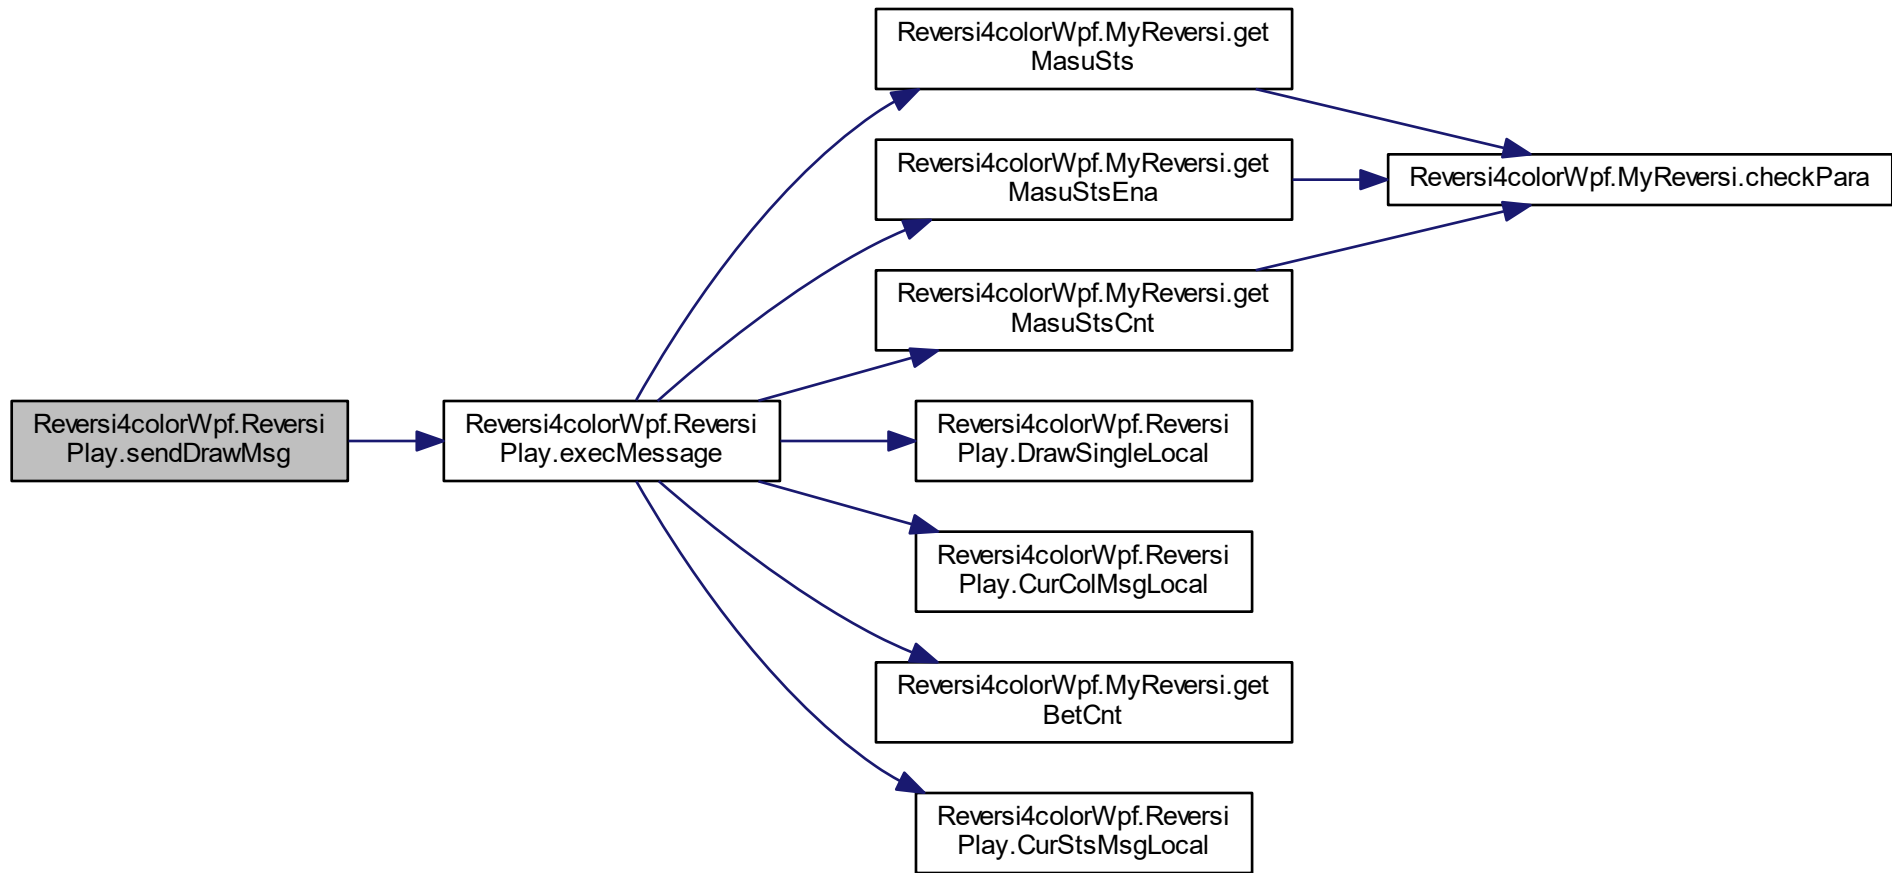 Reversi4colorWpf.MyReversi.get
MasuSts
Reversi4colorWpf.MyReversi.get
MasuStsEna
Reversi4colorWpf.MyReversi.checkPara
Reversi4colorWpf.MyReversi.get
MasuStsCnt
Reversi4colorWpf.Reversi
Play.sendDrawMsg
Reversi4colorWpf.Reversi
Play.execMessage
Reversi4colorWpf.Reversi
Play.DrawSingleLocal
Reversi4colorWpf.Reversi
Play.CurColMsgLocal
Reversi4colorWpf.MyReversi.get
BetCnt
Reversi4colorWpf.Reversi
Play.CurStsMsgLocal